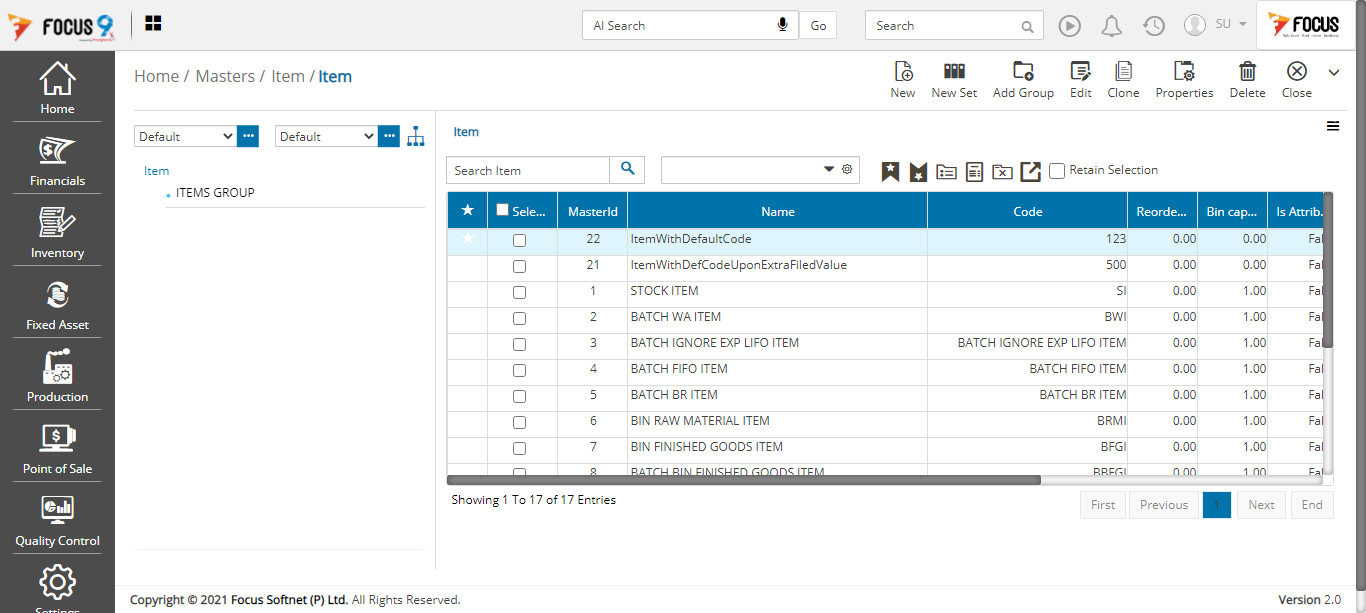 FOCUS 9
AI Search
Go
Search
SU
FOCUS
Home
Financials
Inventory
Fixed Asset
Production
Point of Sale
Quality Control
Settings
Home / Masters / Item / Item
New
New Set
Add Group
Edit
Clone
Properties
Delete
Close
Default ...
Default ...
Item
ITEMS GROUP
Item
Search Item
Retain Selection
Sele... MasterId Name Code Reorde... Bin cap... Is Attrib.
22 ItemWithDefaultCode 123 0.00 0.00 Fal
21 ItemWithDefCodeUponExtraFiledValue 500 0.00 0.00 Fal
1 STOCK ITEM SI 0.00 1.00 Fal
2 BATCH WA ITEM BWI 0.00 1.00 Fal
3 BATCH IGNORE EXP LIFO ITEM BATCH IGNORE EXP LIFO ITEM 0.00 1.00 Fal
4 BATCH FIFO ITEM BATCH FIFO ITEM 0.00 1.00 Fal
5 BATCH BR ITEM BATCH BR ITEM 0.00 1.00 Fal
6 BIN RAW MATERIAL ITEM BRMI 0.00 1.00 Fal
7 BIN FINISHED GOODS ITEM BFGI 0.00 1.00 Fal
8 BATCH BIN FINISHED GOODS ITEM BBFGI 0.00 1.00 Fal
Showing 1 To 17 of 17 Entries
First Previous 1 Next End
Copyright © 2021 Focus Softnet (P) Ltd. All Rights Reserved.
Version 2.0